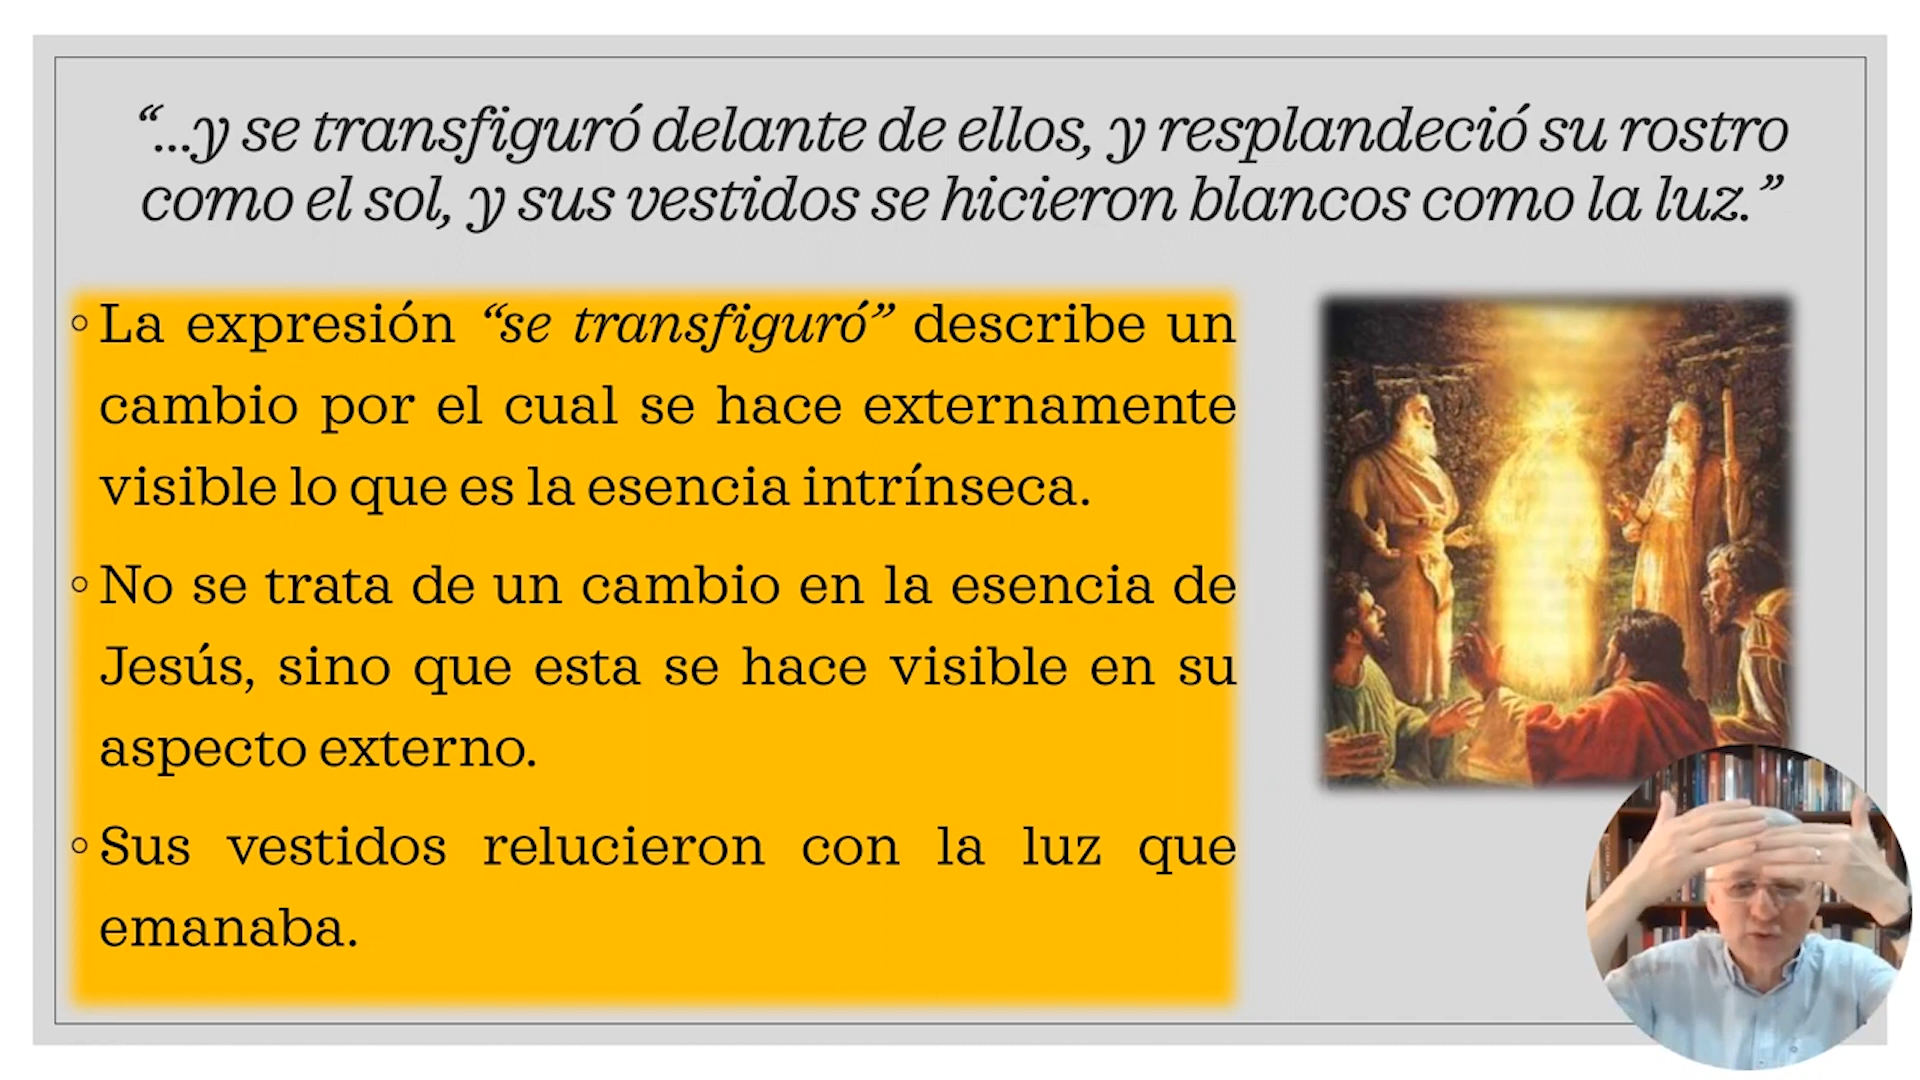 “...y se transfiguró delante de ellos, y resplandeció su rostro
como el sol, y sus vestidos se hicieron blancos como la luz.”
◦ La expresión “se transfiguró” describe un
cambio por el cual se hace externamente
visible lo que es la esencia intrínseca.
◦ No se trata de un cambio en la esencia de
Jesús, sino que esta se hace visible en su
aspecto externo.
◦ Sus vestidos relucieron con la luz que
emanaba.